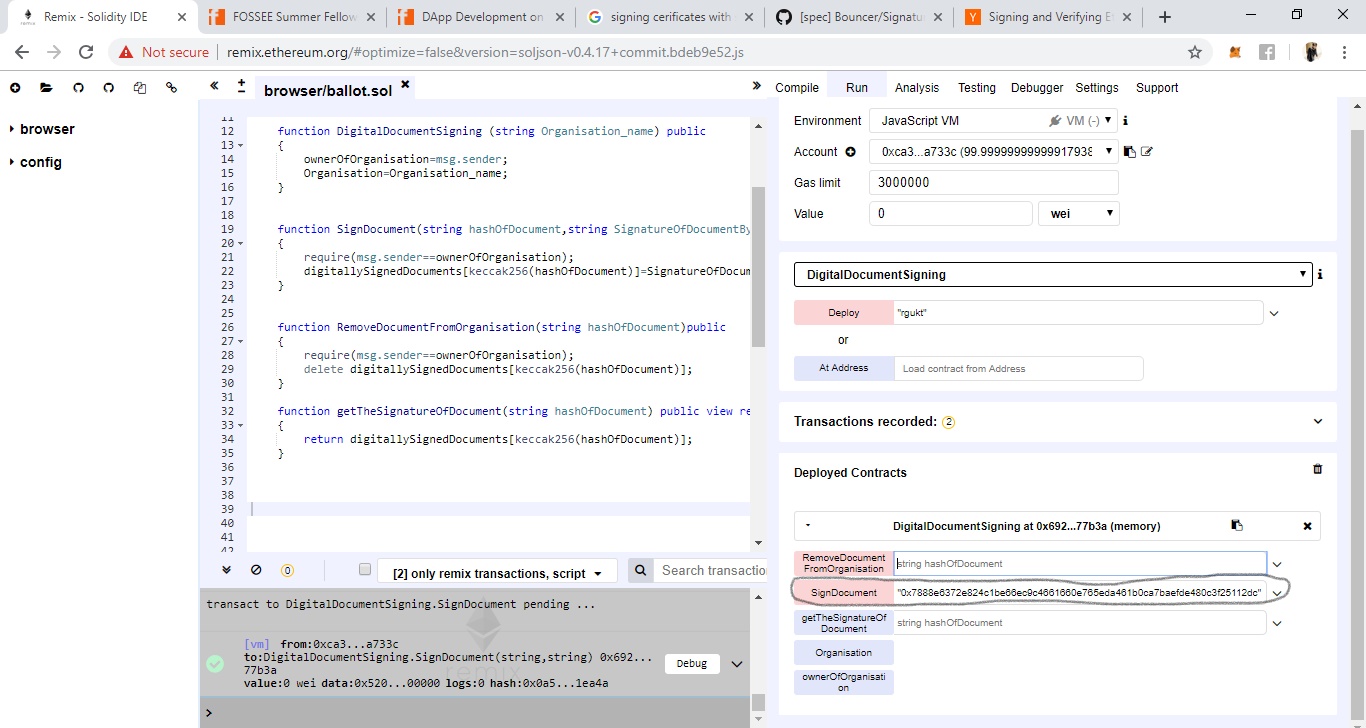 Remix - Solidity IDE
FOSSEE Summer Fellow
DApp Development on
signing cerificates with
[spec] Bouncer/Signatu
Signing and Verifying Et
Not secure
remix.ethereum.org/#optimize=false&version=soljson-v0.4.17+commit.bdeb9e52.js
browser/ballot.sol
Compile Run Analysis Testing Debugger Settings Support
browser
config
11
12 function DigitalDocumentSigning (string Organisation_name) public
13 {
14 ownerOfOrganisation=msg.sender;
15 Organisation=Organisation_name;
16 }
17
18
19 function SignDocument(string hashOfDocument,string SignatureOfDocumentBy
20 {
21 require(msg.sender==ownerOfOrganisation);
22 digitallySignedDocuments[keccak256(hashOfDocument)]=SignatureOfDocum
23 }
24
25
26 function RemoveDocumentFromOrganisation(string hashOfDocument)public
27 {
28 require(msg.sender==ownerOfOrganisation);
29 delete digitallySignedDocuments[keccak256(hashOfDocument)];
30 }
31
32 function getTheSignatureOfDocument(string hashOfDocument) public view re
33 {
34 return digitallySignedDocuments[keccak256(hashOfDocument)];
35 }
36
37
38
39
40
41
42
0
[2] only remix transactions, script
Search transactio
transact to DigitalDocumentSigning.SignDocument pending ...
[vm] from:0xca3...a733c
to:DigitalDocumentSigning.SignDocument(string,string) 0x692...
77b3a
value:0 wei data:0x520...00000 logs:0 hash:0x0a5...1ea4a
Debug
remix
>
Environment JavaScript VM VM (-)
Account 0xca3...a733c (99.99999999999917938
Gas limit 3000000
Value 0 wei
DigitalDocumentSigning
Deploy "rgukt"
or
At Address Load contract from Address
Transactions recorded: 2
Deployed Contracts
DigitalDocumentSigning at 0x692...77b3a (memory)
RemoveDocument
FromOrganisation string hashOfDocument
SignDocument "0x7888e6372e824c1be66ec9c4661660e765eda461b0ca7baefde480c3f25112dc"
getTheSignatureOf
Document string hashOfDocument
Organisation
ownerOfOrganisati
on